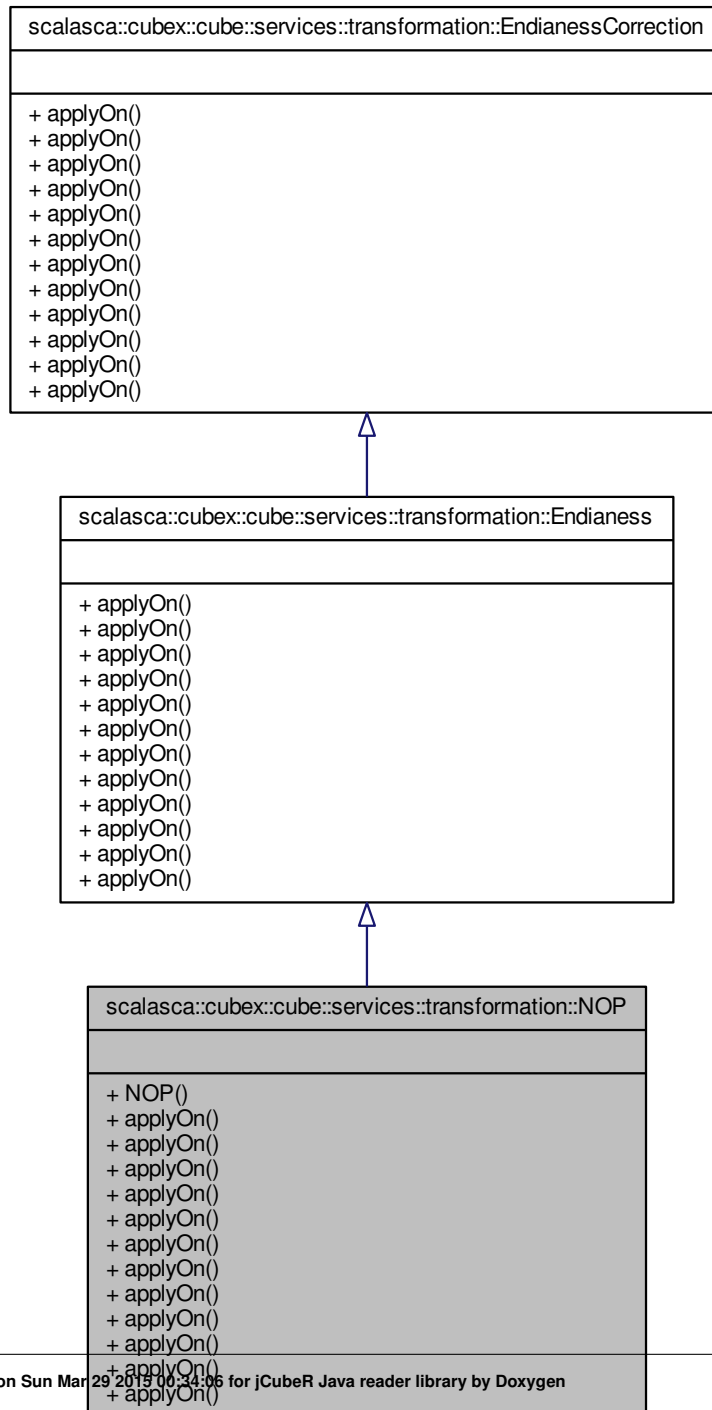 scalasca::cubex::cube::services::transformation::EndianessCorrection
+ applyOn()
+ applyOn()
+ applyOn()
+ applyOn()
+ applyOn()
+ applyOn()
+ applyOn()
+ applyOn()
+ applyOn()
+ applyOn()
+ applyOn()
+ applyOn()
scalasca::cubex::cube::services::transformation::Endianess
+ applyOn()
+ applyOn()
+ applyOn()
+ applyOn()
+ applyOn()
+ applyOn()
+ applyOn()
+ applyOn()
+ applyOn()
+ applyOn()
+ applyOn()
+ applyOn()
scalasca::cubex::cube::services::transformation::NOP
+ NOP()
+ applyOn()
+ applyOn()
+ applyOn()
+ applyOn()
+ applyOn()
+ applyOn()
+ applyOn()
+ applyOn()
+ applyOn()
+ applyOn()
+ applyOn()
on Sun Mar 29 2015 00:34:06 for jCubeR Java reader library by Doxygen
+ applyOn()